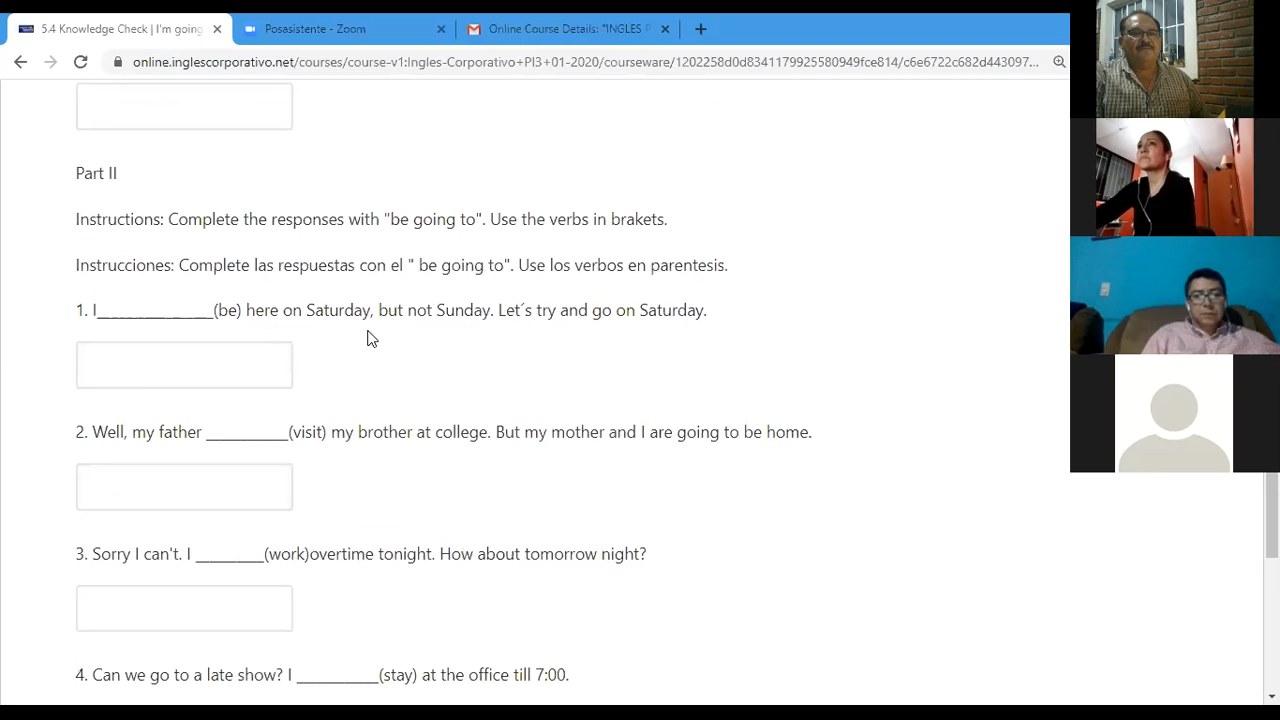 5.4 Knowledge Check | I'm going
Posasistente - Zoom
Online Course Details: "INGLES P
online.inglescorporativo.net/courses/course-v1:Ingles-Corporativo+PI3+01-2020/courseware/1202258d0d8341179925580949fce814/c6e6722c682d443097...
Part II
Instructions: Complete the responses with "be going to". Use the verbs in brakets.
Instrucciones: Complete las respuestas con el " be going to". Use los verbos en parentesis.
1. I______________(be) here on Saturday, but not Sunday. Let´s try and go on Saturday.
2. Well, my father __________(visit) my brother at college. But my mother and I are going to be home.
3. Sorry I can't. I ________(work)overtime tonight. How about tomorrow night?
4. Can we go to a late show? I __________(stay) at the office till 7:00.